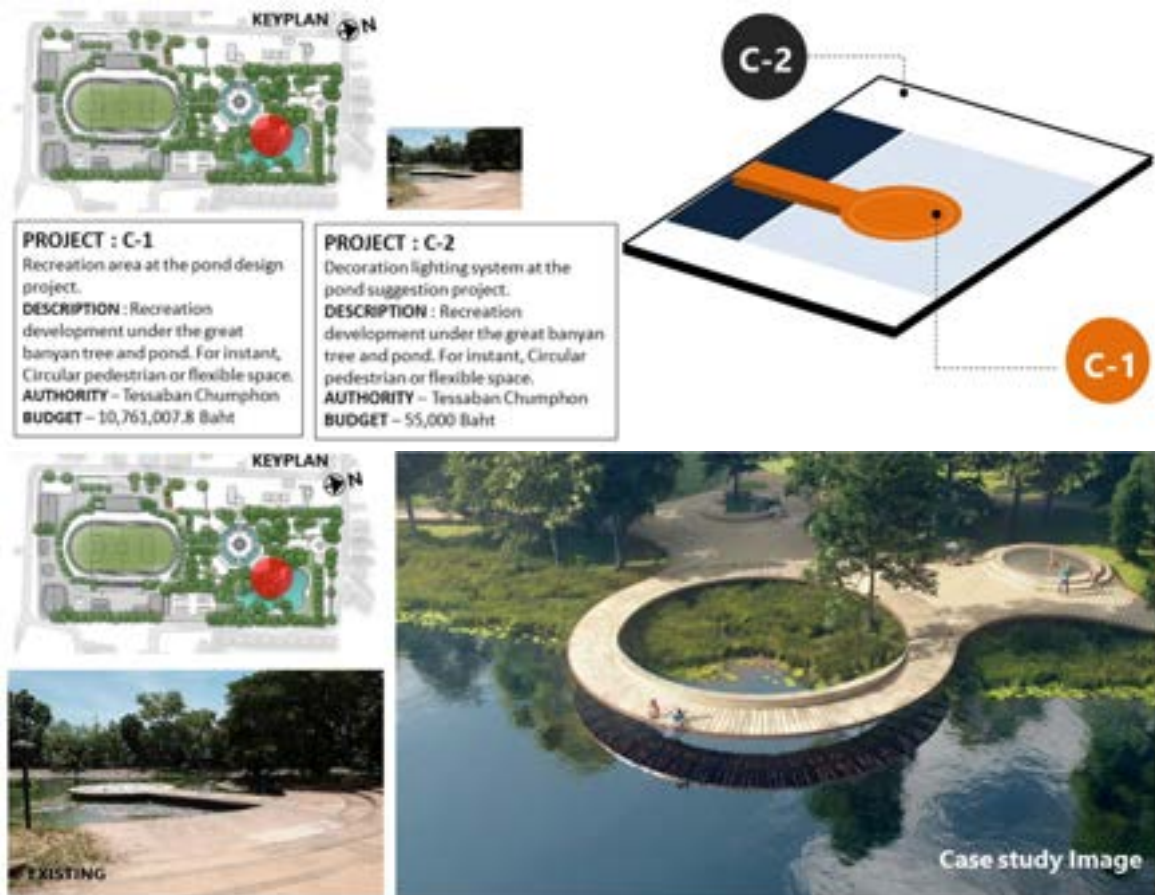 KEYPLAN
N
C-2
PROJECT : C-1
Recreation area at the pond design
project.
DESCRIPTION : Recreation
development under the great
banyan tree and pond. For instant,
Circular pedestrian or flexible space.
AUTHORITY – Tessaban Chumphon
BUDGET – 10,761,007.8 Baht
PROJECT : C-2
Decoration lighting system at the
pond suggestion project.
DESCRIPTION : Recreation
development under the great banyan
tree and pond. For instant, Circular
pedestrian or flexible space.
AUTHORITY – Tessaban Chumphon
BUDGET – 55,000 Baht
C-1
KEYPLAN
N
EXISTING
Case study Image